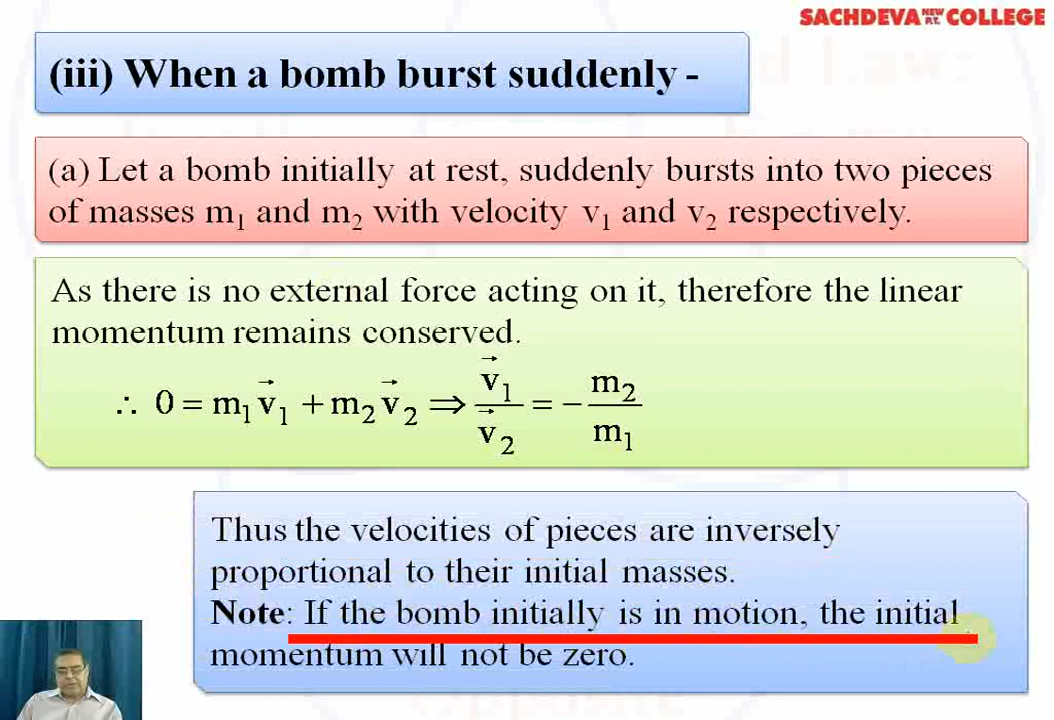 SACHDEVA NEW P.T. COLLEGE
(iii) When a bomb burst suddenly -
(a) Let a bomb initially at rest, suddenly bursts into two pieces
of masses m₁ and m₂ with velocity v₁ and v₂ respectively.
As there is no external force acting on it, therefore the linear
momentum remains conserved.
∴ 0 = m₁v⃗₁ + m₂v⃗₂ ⇒ v⃗₁/v⃗₂ = − m₂/m₁
Thus the velocities of pieces are inversely
proportional to their initial masses.
Note: If the bomb initially is in motion, the initial
momentum will not be zero.